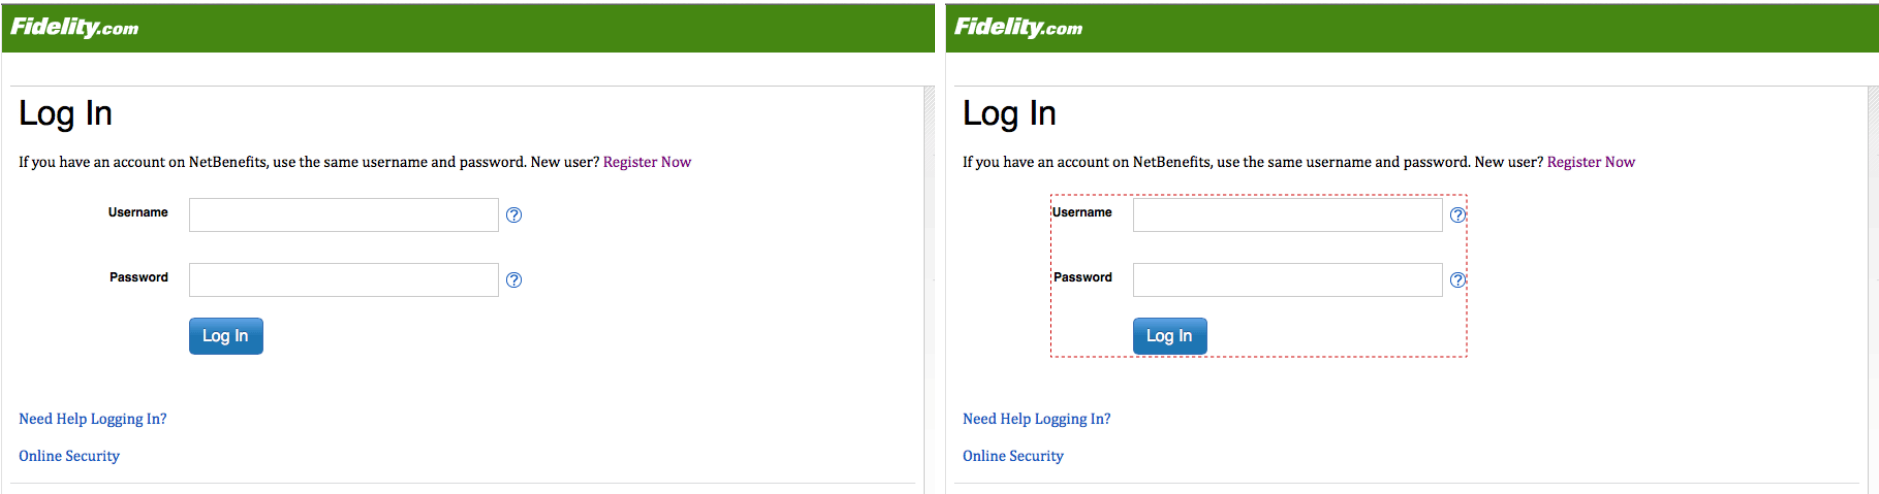 Fidelity.com
Log In
If you have an account on NetBenefits, use the same username and password. New user? Register Now
Username
?
Password
?
Log In
Need Help Logging In?
Online Security
Fidelity.com
Log In
If you have an account on NetBenefits, use the same username and password. New user? Register Now
Username
?
Password
?
Log In
Need Help Logging In?
Online Security